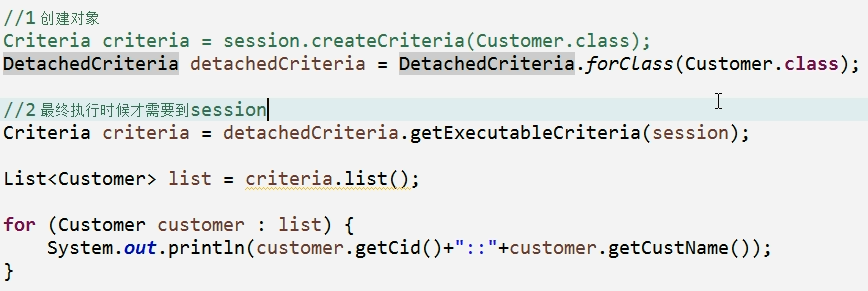 //1 创建对象
Criteria criteria = session.createCriteria(Customer.class);
DetachedCriteria detachedCriteria = DetachedCriteria.forClass(Customer.class);
//2 最终执行时候才需要到session
Criteria criteria = detachedCriteria.getExecutableCriteria(session);
List<Customer> list = criteria.list();
for (Customer customer : list) {
    System.out.println(customer.getCid()+"::"+customer.getCustName());
}